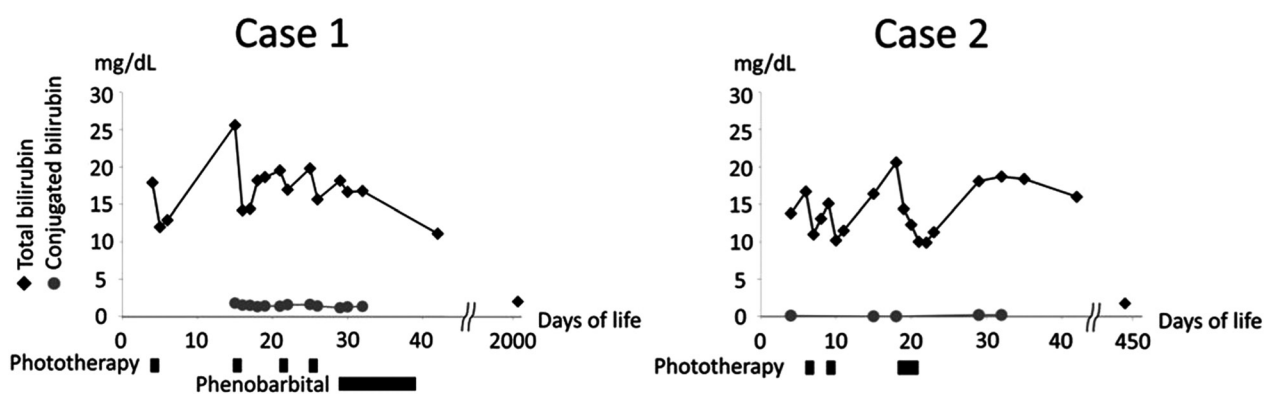 Case 1
mg/dL
30
25
20
15
10
5
0
0 10 20 30 40 2000
Days of life
Total bilirubin
Conjugated bilirubin
Phototherapy
Phenobarbital
Case 2
mg/dL
30
25
20
15
10
5
0
0 10 20 30 40 450
Days of life
Phototherapy